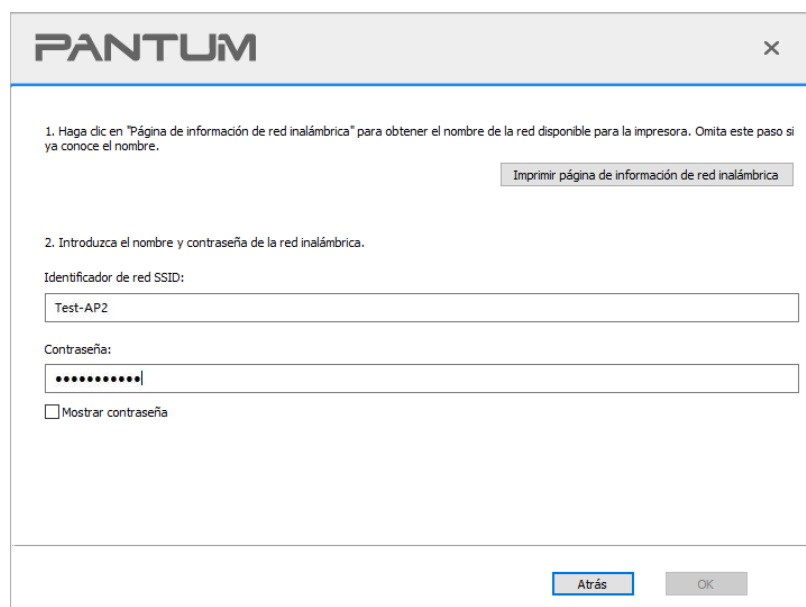 PANTUM
1. Haga clic en "Página de información de red inalámbrica" para obtener el nombre de la red disponible para la impresora. Omita este paso si
ya conoce el nombre.
Imprimir página de información de red inalámbrica
2. Introduzca el nombre y contraseña de la red inalámbrica.
Identificador de red SSID:
Test-AP2
Contraseña:
•••••••••••
Mostrar contraseña
Atrás
OK